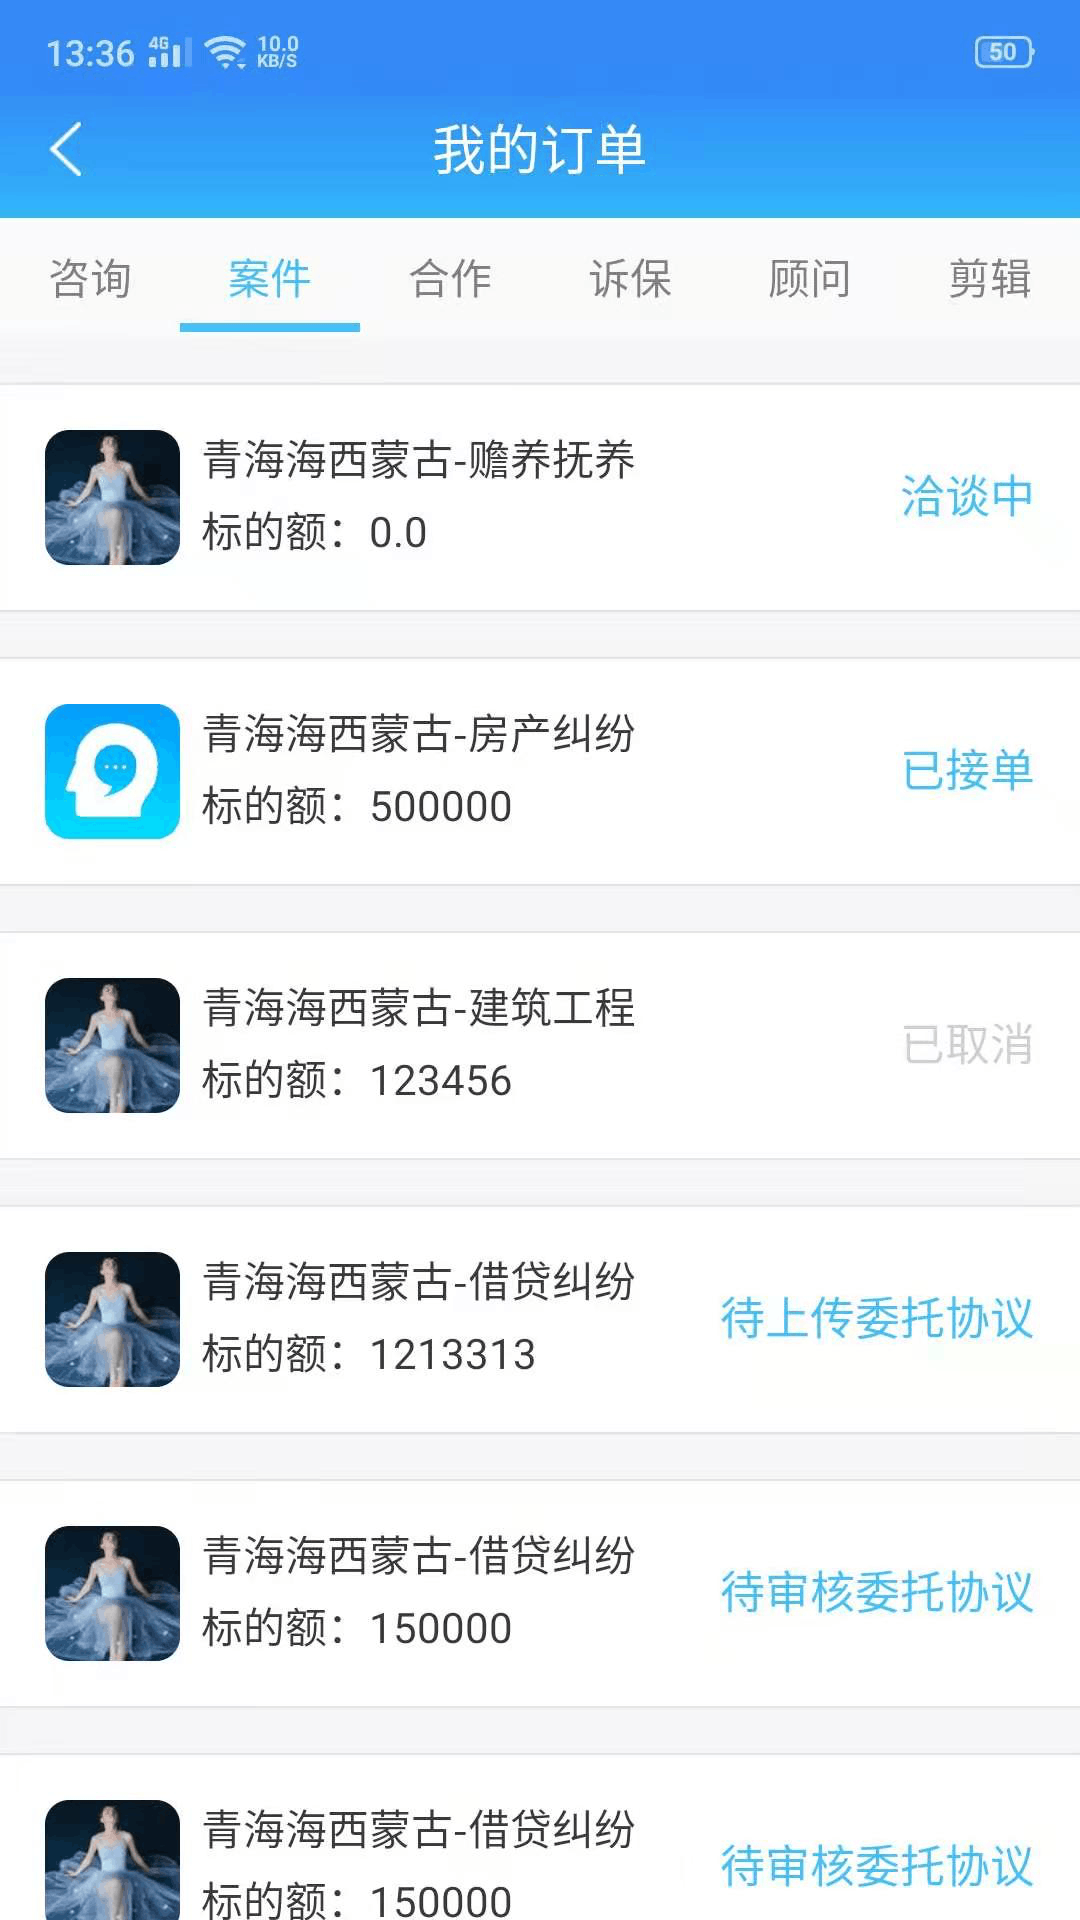 13:36 4G 10.0 KB/S 50
我的订单
咨询 案件 合作 诉保 顾问 剪辑
青海海西蒙古-赡养抚养
标的额：0.0
洽谈中
青海海西蒙古-房产纠纷
标的额：500000
已接单
青海海西蒙古-建筑工程
标的额：123456
已取消
青海海西蒙古-借贷纠纷
标的额：1213313
待上传委托协议
青海海西蒙古-借贷纠纷
标的额：150000
待审核委托协议
青海海西蒙古-借贷纠纷
标的额：150000
待审核委托协议